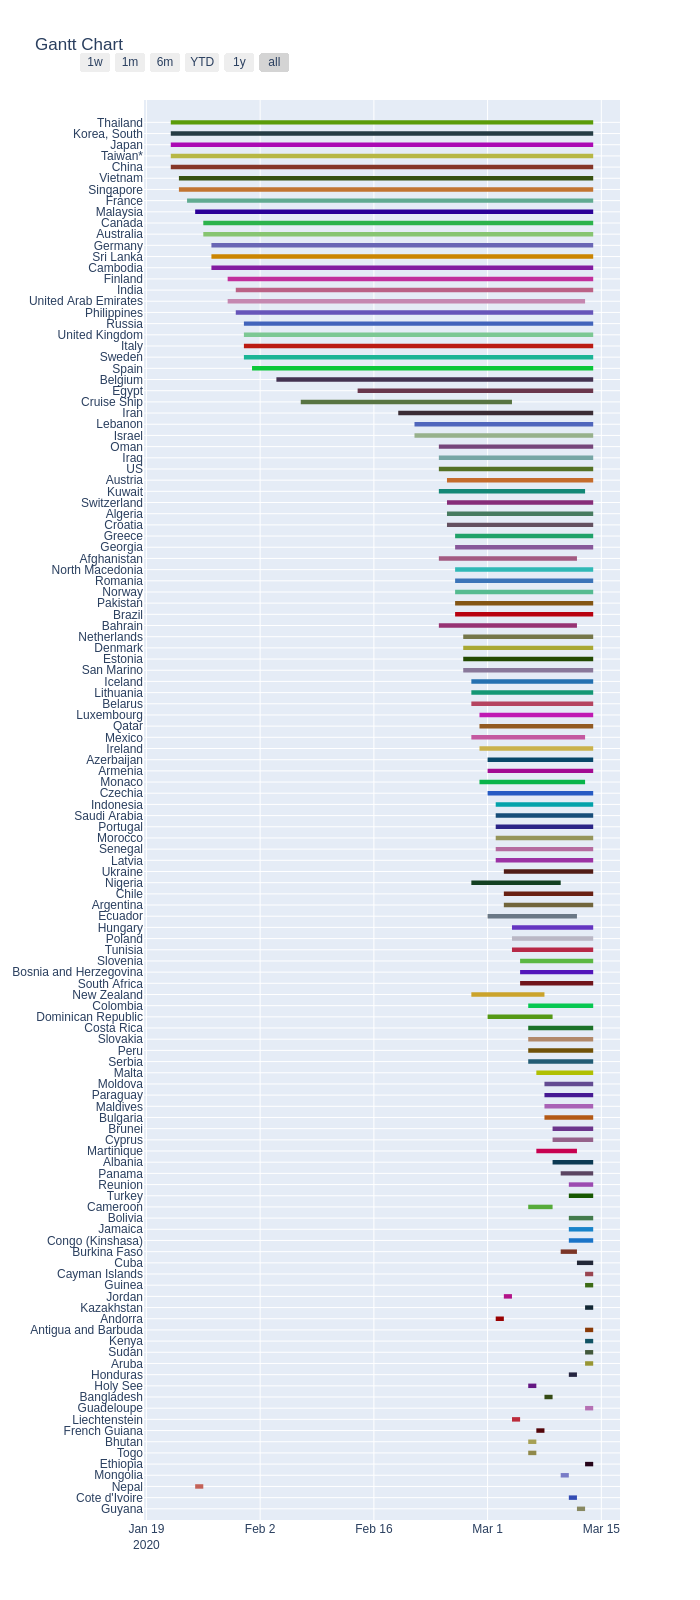 Gantt Chart
1w 1m 6m YTD 1y all
Thailand
Korea, South
Japan
Taiwan*
China
Vietnam
Singapore
France
Malaysia
Canada
Australia
Germany
Sri Lanka
Cambodia
Finland
India
United Arab Emirates
Philippines
Russia
United Kingdom
Italy
Sweden
Spain
Belgium
Egypt
Cruise Ship
Iran
Lebanon
Israel
Oman
Iraq
US
Austria
Kuwait
Switzerland
Algeria
Croatia
Greece
Georgia
Afghanistan
North Macedonia
Romania
Norway
Pakistan
Brazil
Bahrain
Netherlands
Denmark
Estonia
San Marino
Iceland
Lithuania
Belarus
Luxembourg
Qatar
Mexico
Ireland
Azerbaijan
Armenia
Monaco
Czechia
Indonesia
Saudi Arabia
Portugal
Morocco
Senegal
Latvia
Ukraine
Nigeria
Chile
Argentina
Ecuador
Hungary
Poland
Tunisia
Slovenia
Bosnia and Herzegovina
South Africa
New Zealand
Colombia
Dominican Republic
Costa Rica
Slovakia
Peru
Serbia
Malta
Moldova
Paraguay
Maldives
Bulgaria
Brunei
Cyprus
Martinique
Albania
Panama
Reunion
Turkey
Cameroon
Bolivia
Jamaica
Congo (Kinshasa)
Burkina Faso
Cuba
Cayman Islands
Guinea
Jordan
Kazakhstan
Andorra
Antigua and Barbuda
Kenya
Sudan
Aruba
Honduras
Holy See
Bangladesh
Guadeloupe
Liechtenstein
French Guiana
Bhutan
Togo
Ethiopia
Mongolia
Nepal
Cote d'Ivoire
Guyana
Jan 19 Feb 2 Feb 16 Mar 1 Mar 15
2020